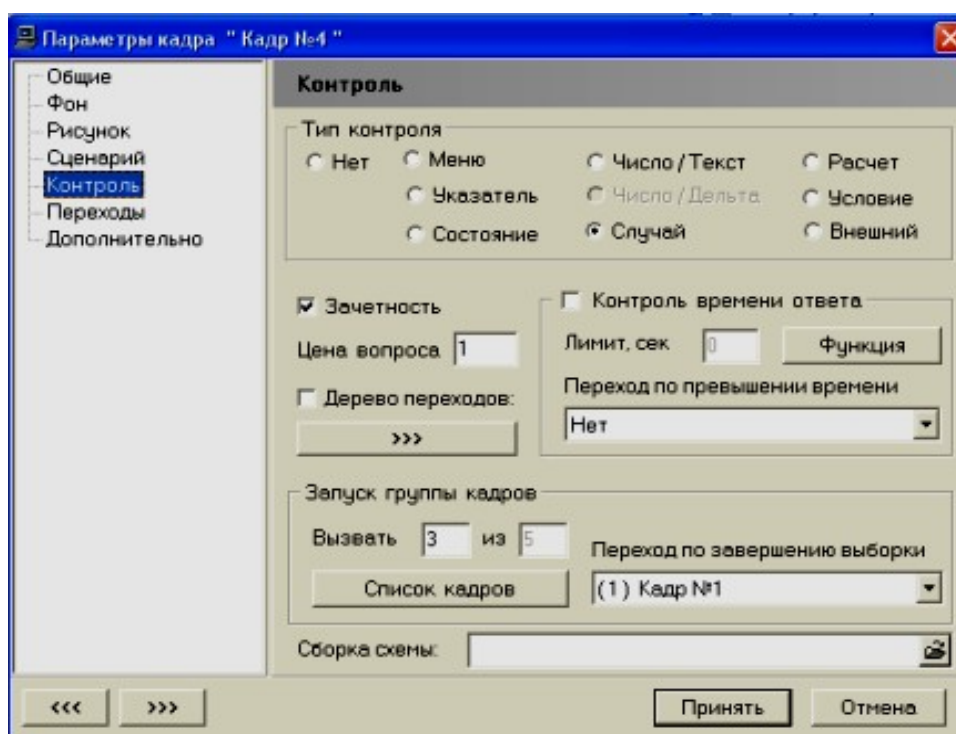 Параметры кадра " Кадр №4 "
Общие
Фон
Рисунок
Сценарий
Контроль
Переходы
Дополнительно
Контроль
Тип контроля
Нет Меню Число / Текст Расчет
Указатель Число / Дельта Условие
Состояние Случай Внешний
Зачетность
Цена вопроса 1
Дерево переходов:
>>>
Контроль времени ответа
Лимит, сек 0 Функция
Переход по превышении времени
Нет
Запуск группы кадров
Вызвать 3 из 5
Список кадров
Переход по завершению выборки
(1) Кадр №1
Сборка схемы:
<<< >>> Принять Отмена